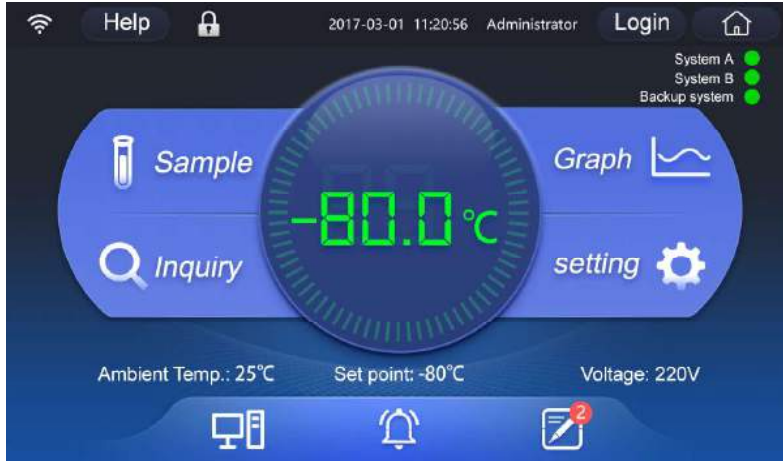 Help 2017-03-01 11:20:56 Administrator Login
System A
System B
Backup system
Sample
Graph
-80.0℃
Inquiry
setting
Ambient Temp.: 25℃ Set point: -80℃ Voltage: 220V
2